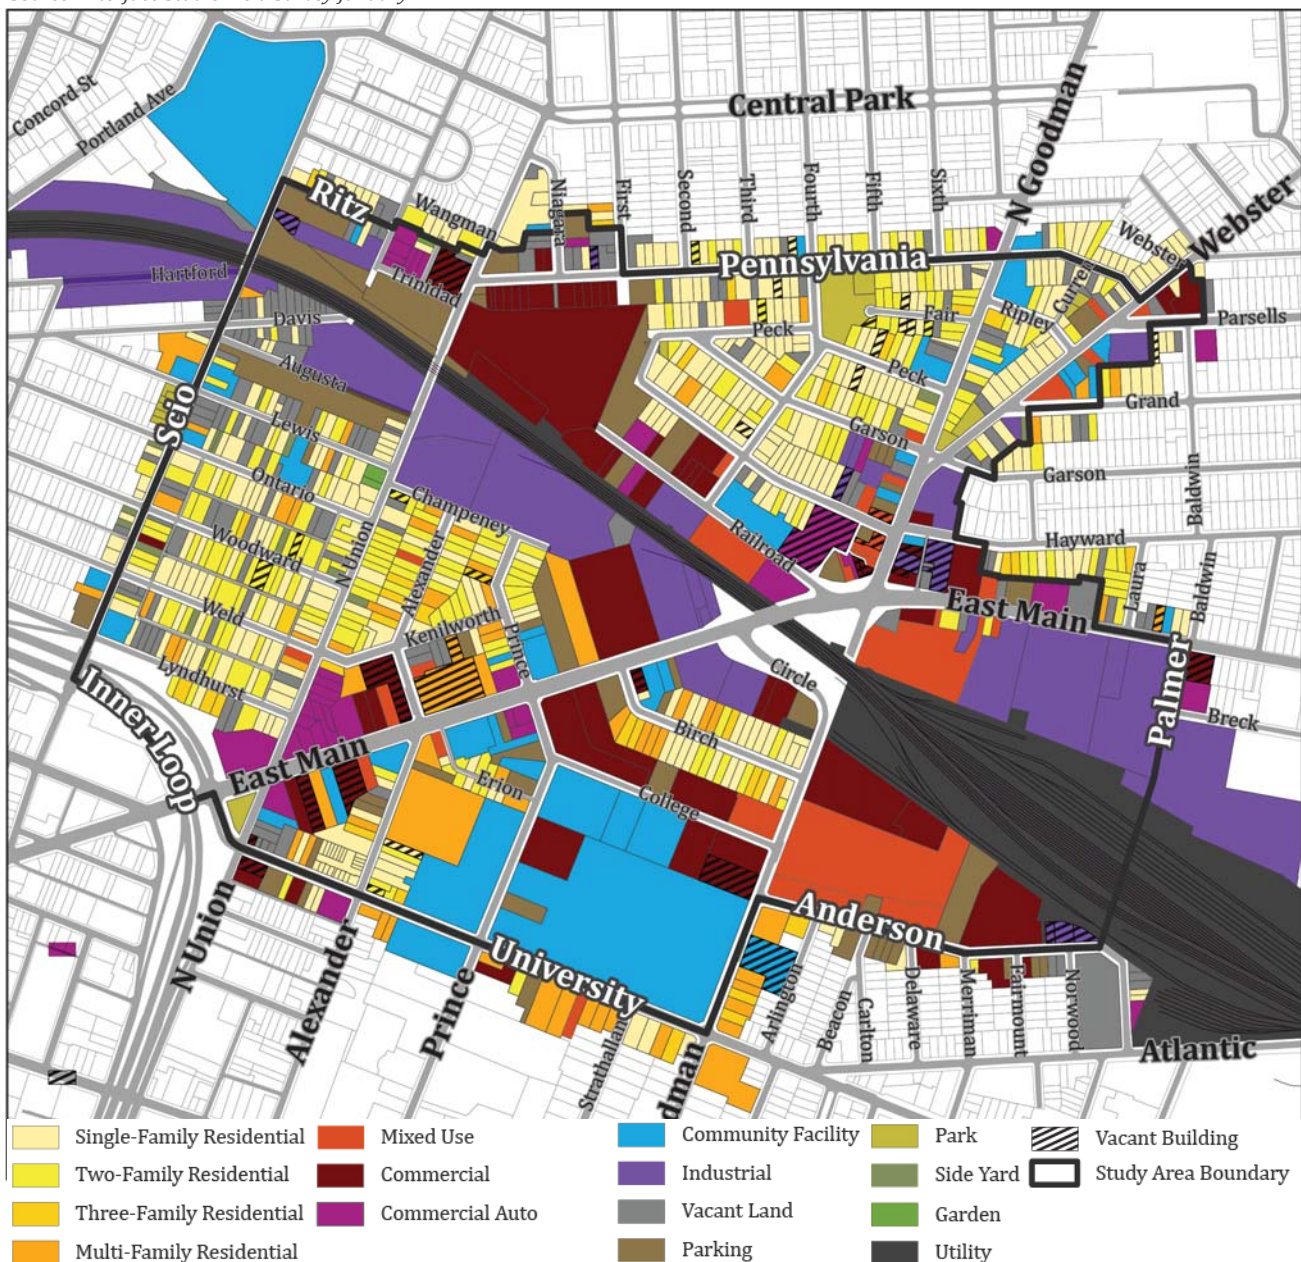 Concord St
Portland Ave
Central Park
N Goodman
Ritz
Wangman
Niagara
First
Second
Third
Fourth
Fifth
Sixth
Webster
Webster
Pennsylvania
Hartford
Trinidad
Davis
Peck
Fair
Ripley
Currer
Parsells
Augusta
Peck
Scio
Lewis
Garson
Grand
Ontario
Garson
Champeney
Baldwin
Woodward
N Union
Alexander
Railroad
Hayward
Weld
Kenilworth
Prince
East Main
Laura
Baldwin
Lyndhurst
Circle
Palmer
Inner Loop
Birch
Breck
East Main
Erion
College
Anderson
N Union
Alexander
Prince
University
Arlington
Beacon
Carlton
Delaware
Merriman
Fairmount
Norwood
Strathallan
dman
Atlantic
Single-Family Residential
Mixed Use
Community Facility
Park
Vacant Building
Two-Family Residential
Commercial
Industrial
Side Yard
Study Area Boundary
Three-Family Residential
Commercial Auto
Vacant Land
Garden
Multi-Family Residential
Parking
Utility